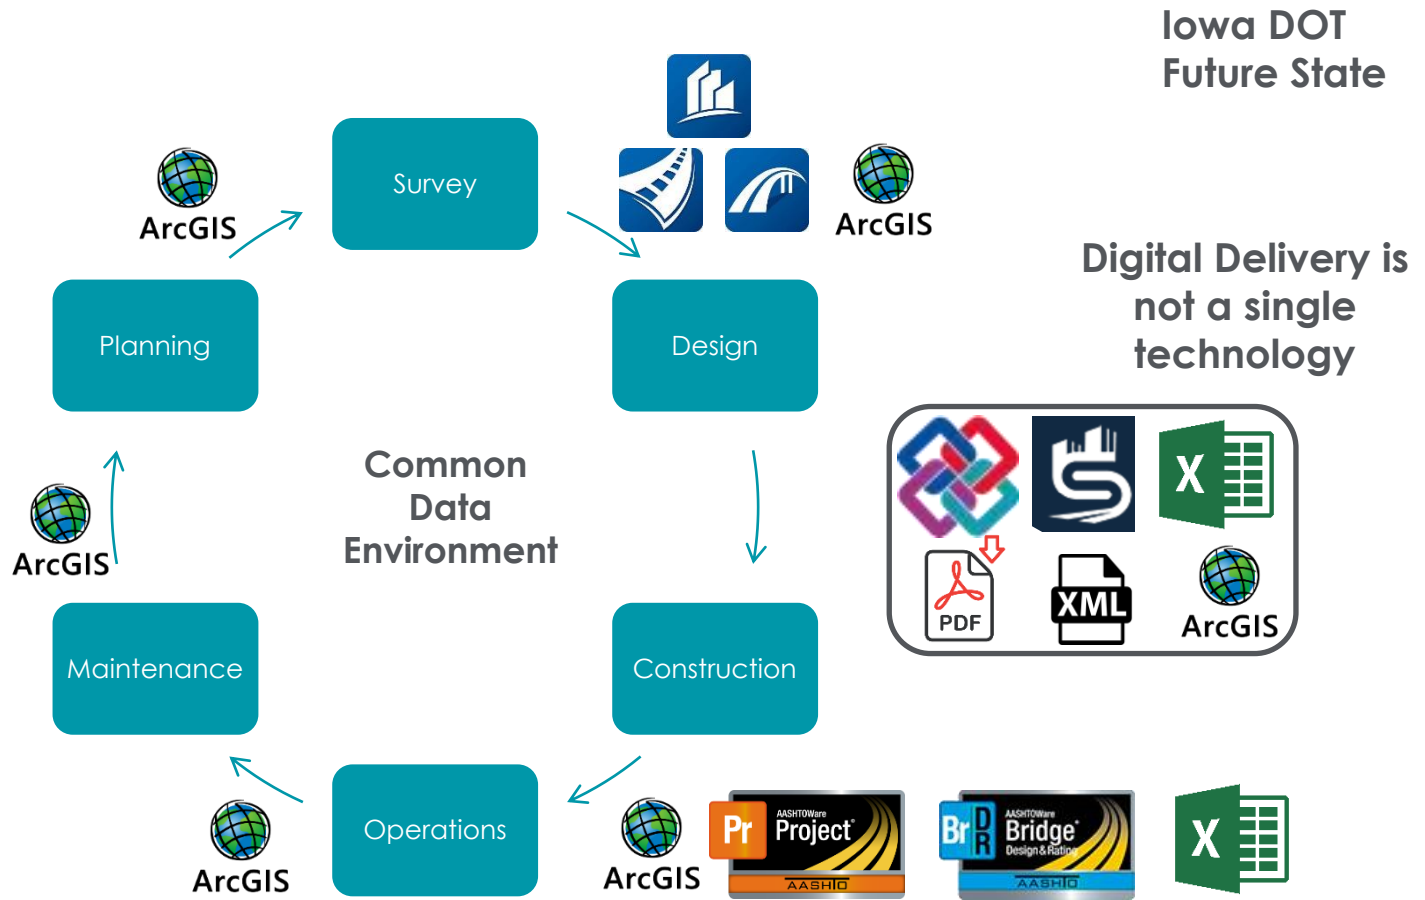 Iowa DOT
Future State
Survey
ArcGIS
ArcGIS
Digital Delivery is
not a single
technology
Planning
Design
Common
Data
Environment
X
ArcGIS
PDF
XML
ArcGIS
Maintenance
Construction
Operations
ArcGIS
ArcGIS
Pr
AASHTOWare
Project®
AASHTO
Br
D
R
AASHTOWare
Bridge®
Design & Rating
AASHTO
X